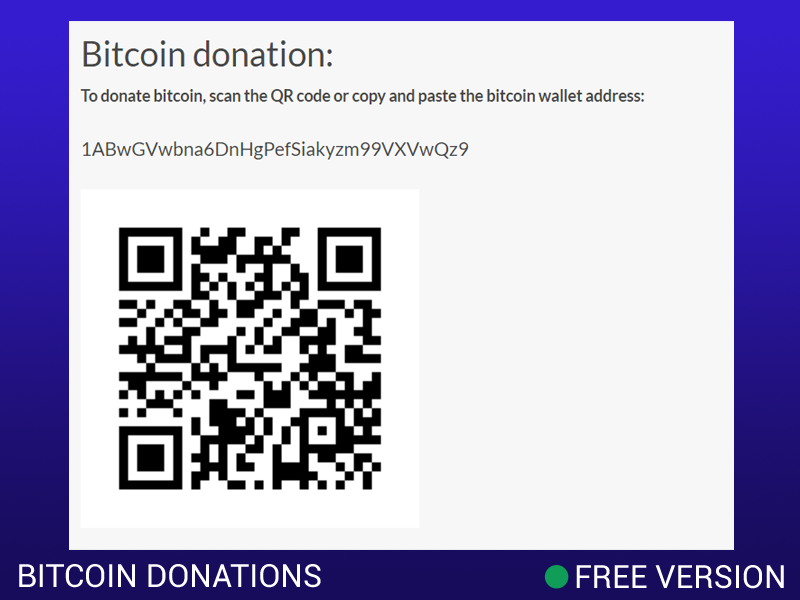 Bitcoin donation:
To donate bitcoin, scan the QR code or copy and paste the bitcoin wallet address:
1ABwGVwbna6DnHgPefSiakyzm99VXVwQz9
BITCOIN DONATIONS
FREE VERSION